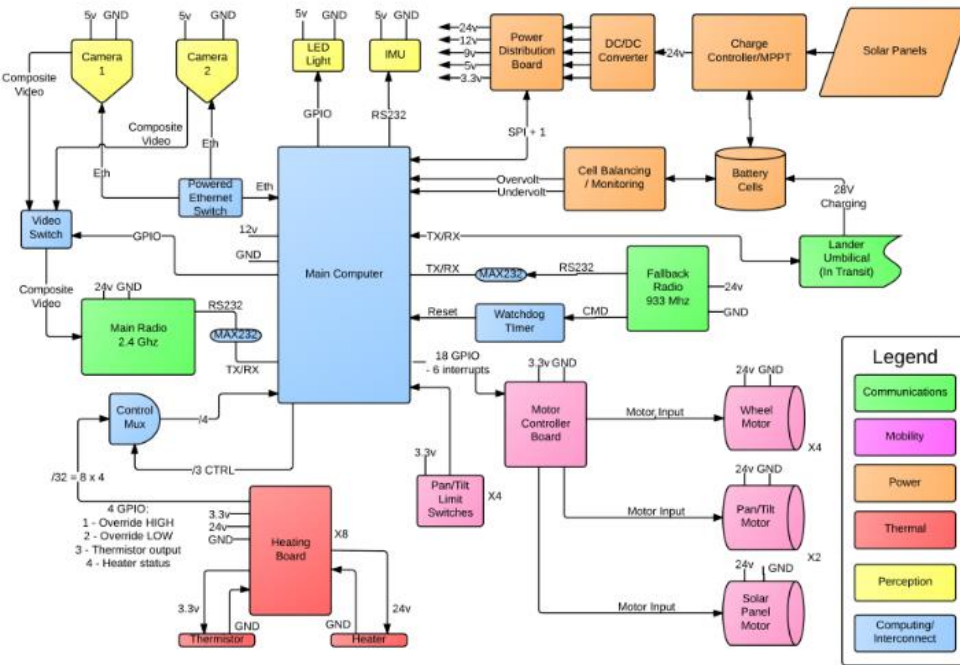 5v GND
5v GND
5v GND
5v GND
Camera
1
Camera
2
LED
Light
IMU
24v
12v
9v
5v
3.3v
Power
Distribution
Board
DC/DC
Converter
24v
Charge
Controller/MPPT
Solar Panels
Composite
Video
Composite
Video
Eth
Eth
GPIO
RS232
SPI + 1
Powered
Ethernet
Switch
Eth
Overvolt
Undervolt
Cell Balancing
/ Monitoring
Battery
Cells
28V
Charging
Video
Switch
GPIO
12v
GND
Main Computer
TX/RX
Lander
Umbilical
(In Transit)
TX/RX
MAX232
RS232
Fallback
Radio
933 Mhz
24v
GND
Composite
Video
24v GND
Main Radio
2.4 Ghz
RS232
MAX232
TX/RX
Reset
Watchdog
TImer
CMD
18 GPIO
- 6 interrupts
3.3v GND
Motor
Controller
Board
Motor Input
24v GND
Wheel
Motor
X4
Control
Mux
/4
/3 CTRL
/32 = 8 x 4
3.3v
Pan/Tilt
Limit
Switches
X4
Motor Input
24v GND
Pan/Tilt
Motor
X2
4 GPIO:
1 - Override HIGH
2 - Override LOW
3 - Thermistor output
4 - Heater status
3.3v
24v
GND
Heating
Board
X8
3.3v
GND
GND
24v
Thermistor
Heater
Motor Input
24v GND
Solar
Panel
Motor
Legend
Communications
Mobility
Power
Thermal
Perception
Computing/
Interconnect